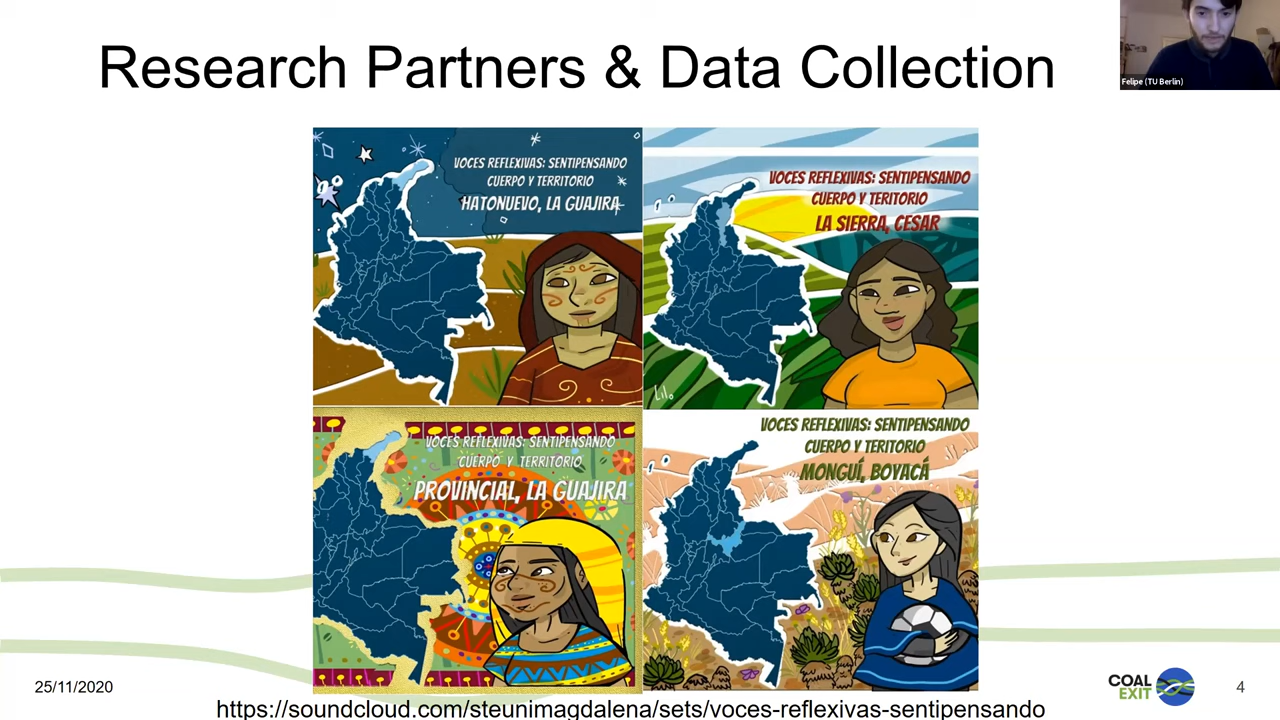 Research Partners & Data Collection
Felipe (TU Berlin)
VOCES REFLEXIVAS: SENTIPENSANDO
CUERPO Y TERRITORIO
HATONUEVO, LA GUAJIRA
VOCES REFLEXIVAS: SENTIPENSANDO
CUERPO Y TERITORIO
LA SIERRA, CESAR
Lilo
VOCES REFLEXIVAS: SENTIPENSANDO
CUERPO Y TERRITORIO
PROVINCIAL, LA GUAJIRA
VOCES REFLEXIVAS: SENTIPENSANDO
CUERPO Y TERITORIO
MONGUÍ, BOYACÁ
25/11/2020
COAL
EXIT
4
https://soundcloud.com/steunimagdalena/sets/voces-reflexivas-sentipensando